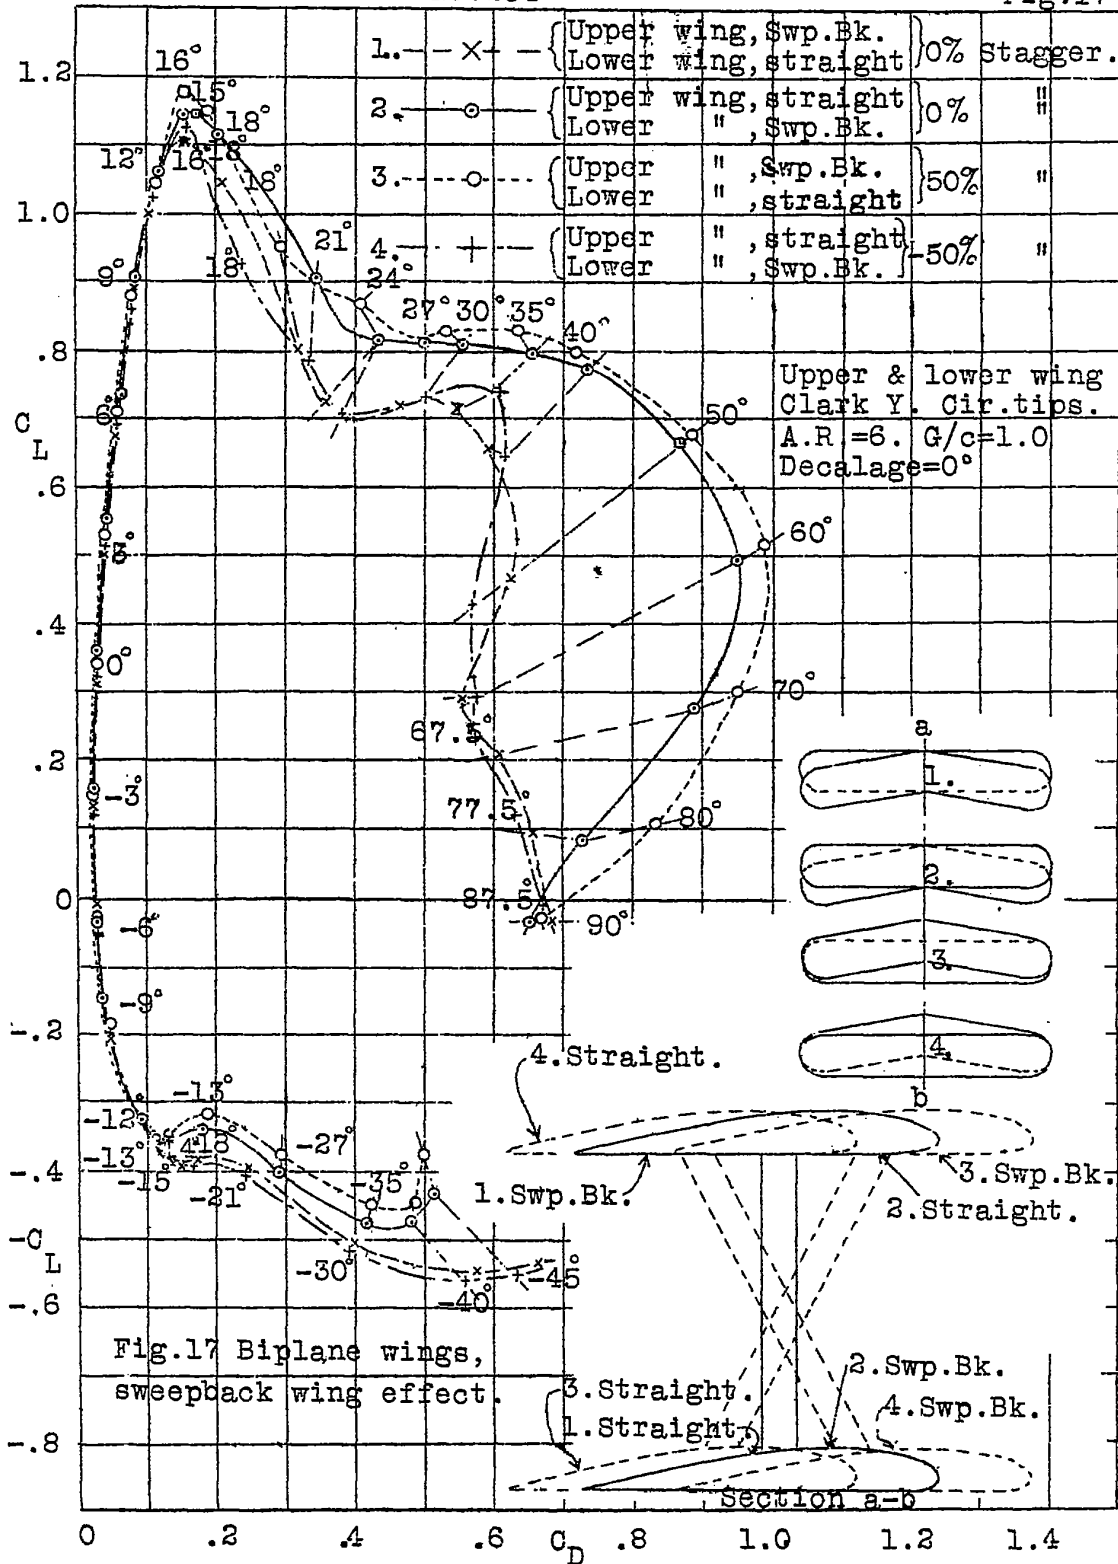 Fig.17
1. Upper wing, Swp.Bk.
Lower wing, straight
0% Stagger.
2. Upper wing, straight
Lower " , Swp.Bk.
0% "
"
3. Upper " ,Swp.Bk.
Lower " ,straight
50% "
4. Upper " ,straight
Lower " ,Swp.Bk.
-50% "
1.2
1.0
.8
C L
.6
.4
.2
0
-.2
-.4
-C L
-.6
-.8
16°
15°
18°
12°
16°
18°
18°
18°
21°
24°
9°
27° 30° 35°
40°
Upper & lower wing
Clark Y. Cir.tips.
A.R.=6. G/c=1.0
Decalage=0°
6°
50°
60°
0°
70°
67.5°
-3°
77.5°
80°
87.5°
90°
-6°
-9°
-12°
-13°
-13°
-15°
-18°
-21°
-27°
-35°
-30°
-40°
-45°
a
1.
2.
3.
4.
b
4.Straight.
1.Swp.Bk.
3.Swp.Bk.
2.Straight.
2.Swp.Bk.
3.Straight.
4.Swp.Bk.
1.Straight
Section a-b
Fig.17 Biplane wings,
sweepback wing effect.
0 .2 .4 .6 C D .8 1.0 1.2 1.4